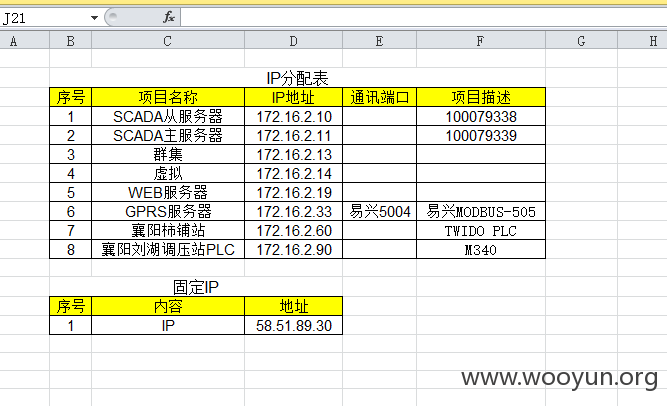 J21 fx
A B C D E F G H
IP分配表
序号 项目名称 IP地址 通讯端口 项目描述
1 SCADA从服务器 172.16.2.10 100079338
2 SCADA主服务器 172.16.2.11 100079339
3 群集 172.16.2.13
4 虚拟 172.16.2.14
5 WEB服务器 172.16.2.19
6 GPRS服务器 172.16.2.33 易兴5004 易兴MODBUS-505
7 襄阳柿铺站 172.16.2.60 TWIDO PLC
8 襄阳刘湖调压站PLC 172.16.2.90 M340
固定IP
序号 内容 地址
1 IP 58.51.89.30
www.wooyun.org